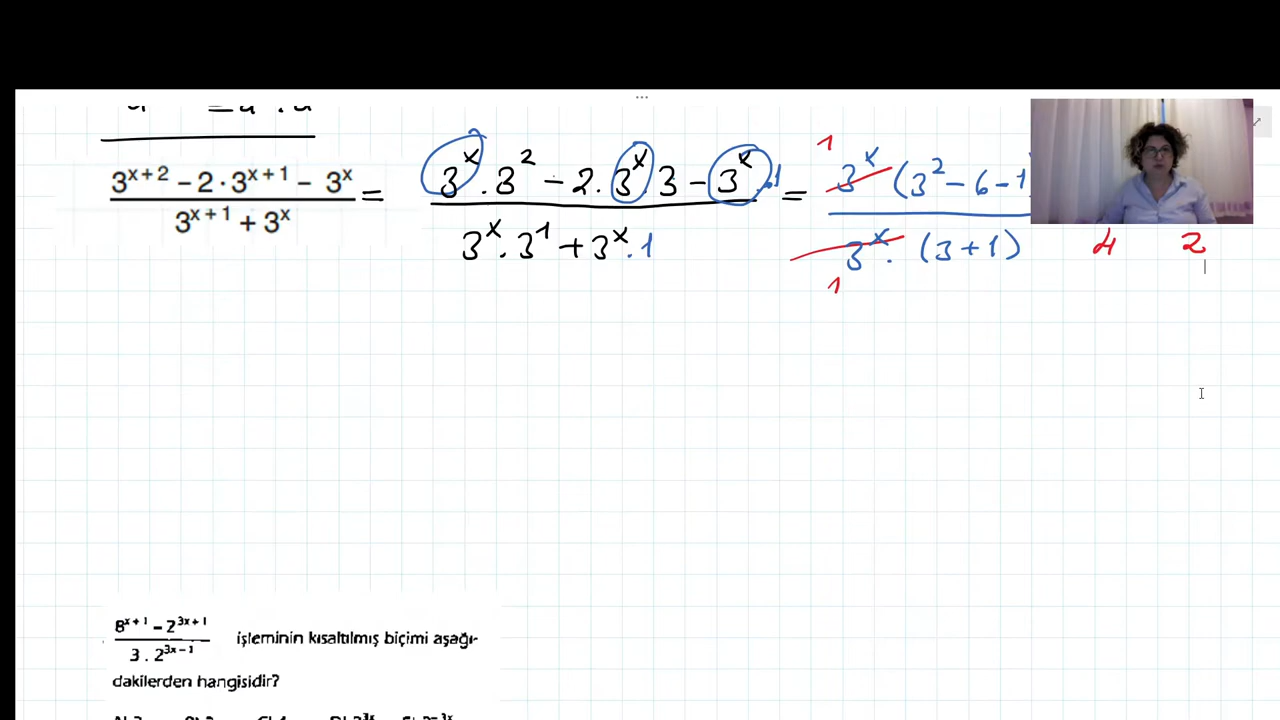 3^{x+2} − 2·3^{x+1} − 3^x = 3^x.3^2 − 2.3^x.3 − 3^x.1 = 1 3^x (3^2 − 6 − 1
3^{x+1} + 3^x 3^x.3^1 + 3^x.1 3^x. (3+1) 4 2
1
8^{x+1} − 2^{3x+1} işleminin kısaltılmış biçimi aşağı-
3 . 2^{3x−1}
dakilerden hangisidir?